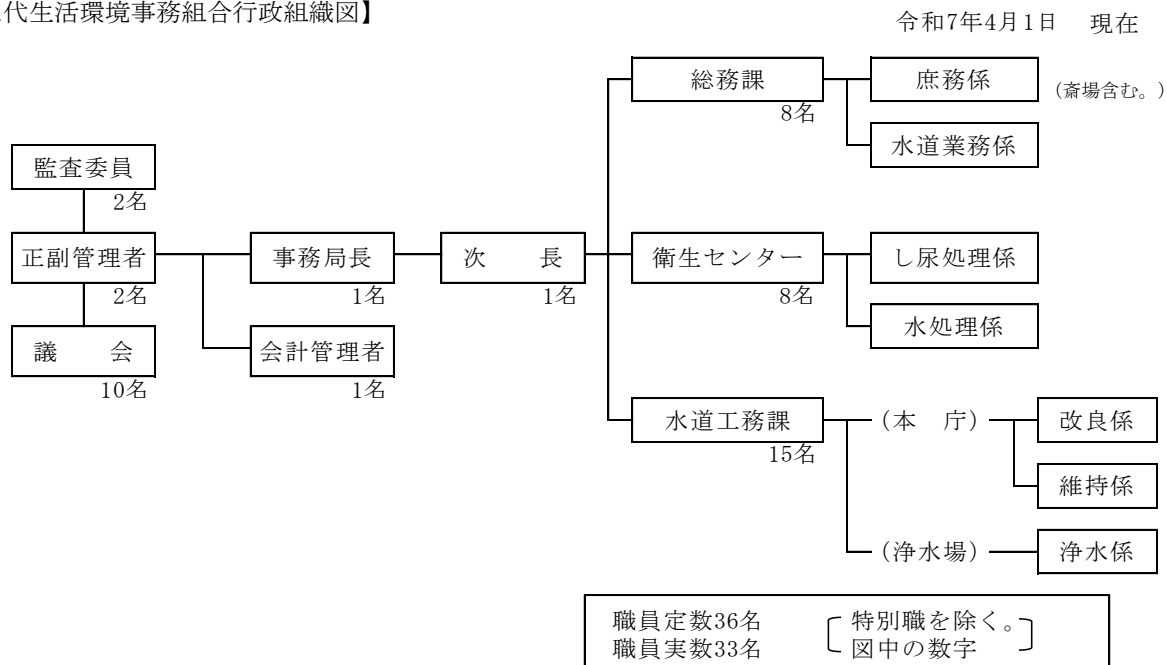 代生活環境事務組合行政組織図】
令和7年4月1日 現在
総務課
8名
庶務係
(斎場含む。)
水道業務係
監査委員
2名
正副管理者
2名
議 会
10名
事務局長
1名
会計管理者
1名
次 長
1名
衛生センター
8名
し尿処理係
水処理係
水道工務課
15名
(本 庁)
改良係
維持係
(浄水場)
浄水係
職員定数36名
職員実数33名
特別職を除く。
図中の数字